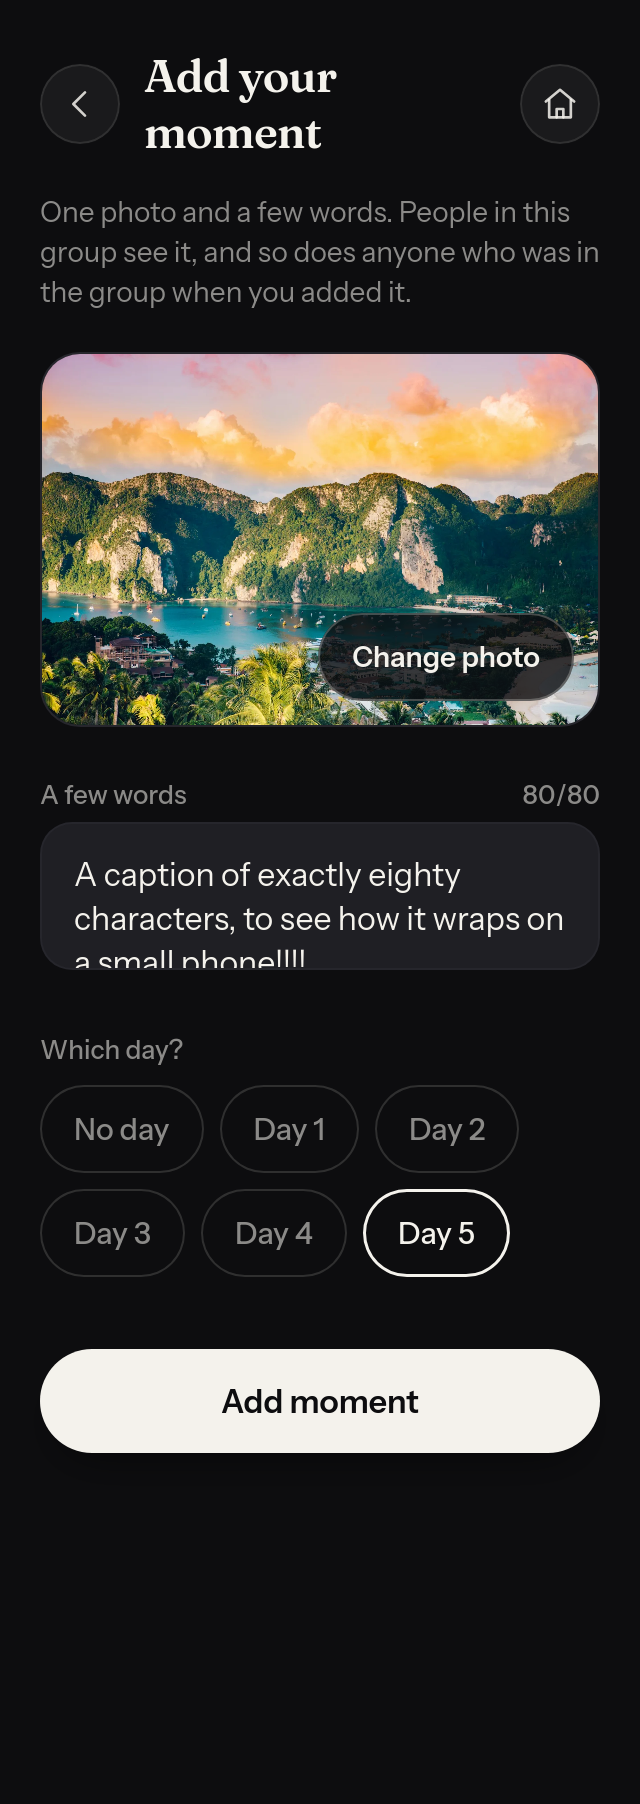 Add your
moment
One photo and a few words. People in this
group see it, and so does anyone who was in
the group when you added it.
Change photo
A few words
80/80
A caption of exactly eighty
characters, to see how it wraps on
a small phone!!!!
Which day?
No day
Day 1
Day 2
Day 3
Day 4
Day 5
Add moment